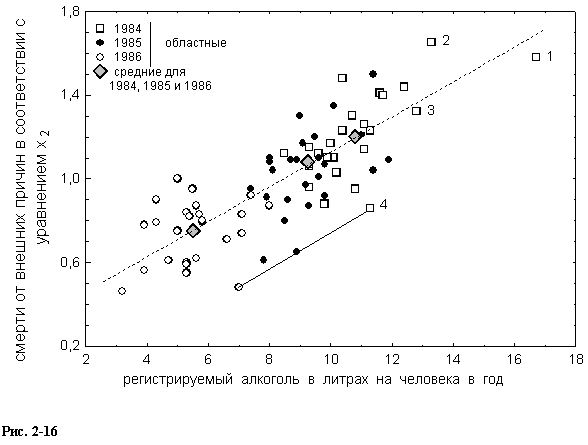 смерти от внешних причин в соответствии с
уравнением x 2
1,8
1,4
1,0
0,6
0,2
1984
1985
1986
областные
средние для
1984, 1985 и 1986
2
1
3
4
2 4 6 8 10 12 14 16 18
регистрируемый алкоголь в литрах на человека в год
Рис. 2-16